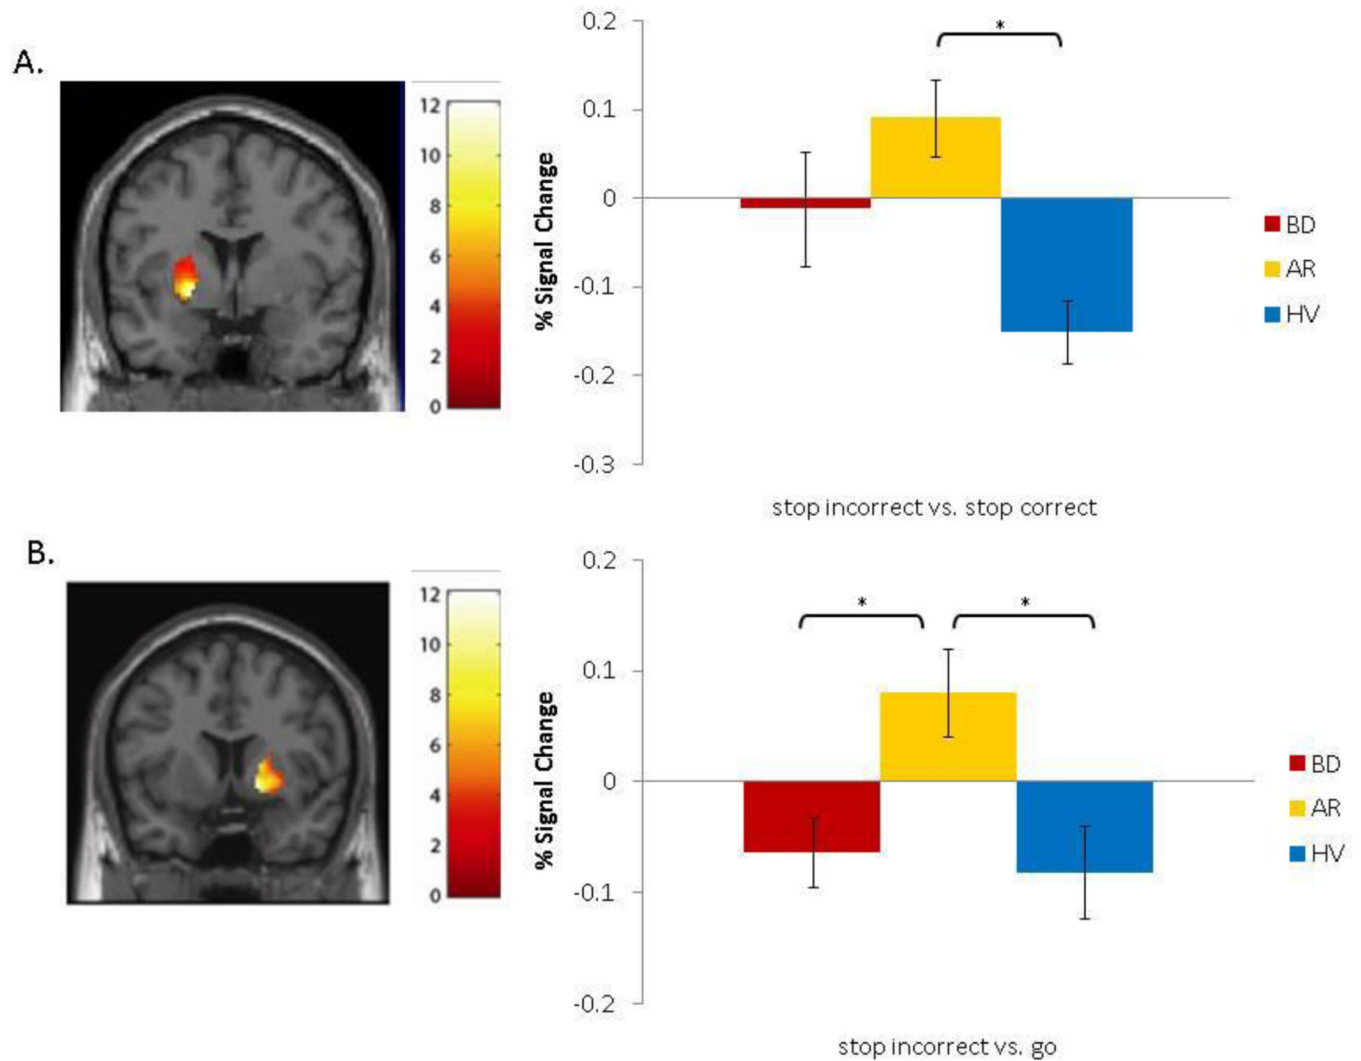 A.
12
10
8
6
4
2
0
% Signal Change
0.2
0.1
0
-0.1
-0.2
-0.3
*
BD
AR
HV
stop incorrect vs. stop correct
B.
12
10
8
6
4
2
0
% Signal Change
0.2
0.1
0
-0.1
-0.2
*
*
BD
AR
HV
stop incorrect vs. go